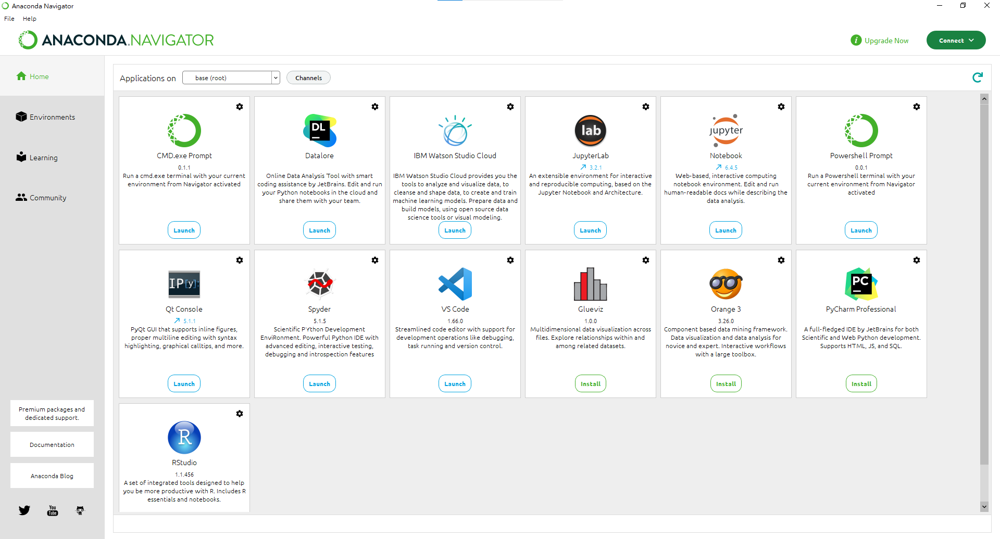 Anaconda Navigator
File Help
ANACONDA.NAVIGATOR
i Upgrade Now
Connect
Home
Environments
Learning
Community
Premium packages and
dedicated support.
Documentation
Anaconda Blog
You
Tube
Applications on base (root) Channels
DL
CMD.exe Prompt
0.1.1
Run a cmd.exe terminal with your current
environment from Navigator activated
Launch
Datalore
Online Data Analysis Tool with smart
coding assistance by JetBrains. Edit and run
your Python notebooks in the cloud and
share them with your team.
Launch
IBM Watson Studio Cloud
IBM Watson Studio Cloud provides you the
tools to analyze and visualize data, to
cleanse and shape data, to create and train
machine learning models. Prepare data and
build models, using open source data
science tools or visual modeling.
Launch
lab
JupyterLab
3.2.1
An extensible environment for interactive
and reproducible computing, based on the
Jupyter Notebook and Architecture.
Launch
jupyter
Notebook
6.4.5
Web-based, interactive computing
notebook environment. Edit and run
human-readable docs while describing the
data analysis.
Launch
Powershell Prompt
0.0.1
Run a Powershell terminal with your
current environment from Navigator
activated
Launch
IP[y]:
Qt Console
5.1.1
PyQt GUI that supports inline figures,
proper multiline editing with syntax
highlighting, graphical calltips, and more.
Launch
Spyder
5.1.5
Scientific PYthon Development
EnviRonment. Powerful Python IDE with
advanced editing, interactive testing,
debugging and introspection features
Launch
VS Code
1.66.0
Streamlined code editor with support for
development operations like debugging,
task running and version control.
Launch
Glueviz
1.0.0
Multidimensional data visualization across
files. Explore relationships within and
among related datasets.
Install
Orange 3
3.26.0
Component based data mining framework.
Data visualization and data analysis for
novice and expert. Interactive workflows
with a large toolbox.
Install
PC
PyCharm Professional
A full-fledged IDE by JetBrains for both
Scientific and Web Python development.
Supports HTML, JS, and SQL.
Install
R
RStudio
1.1.456
A set of integrated tools designed to help
you be more productive with R. Includes R
essentials and notebooks.